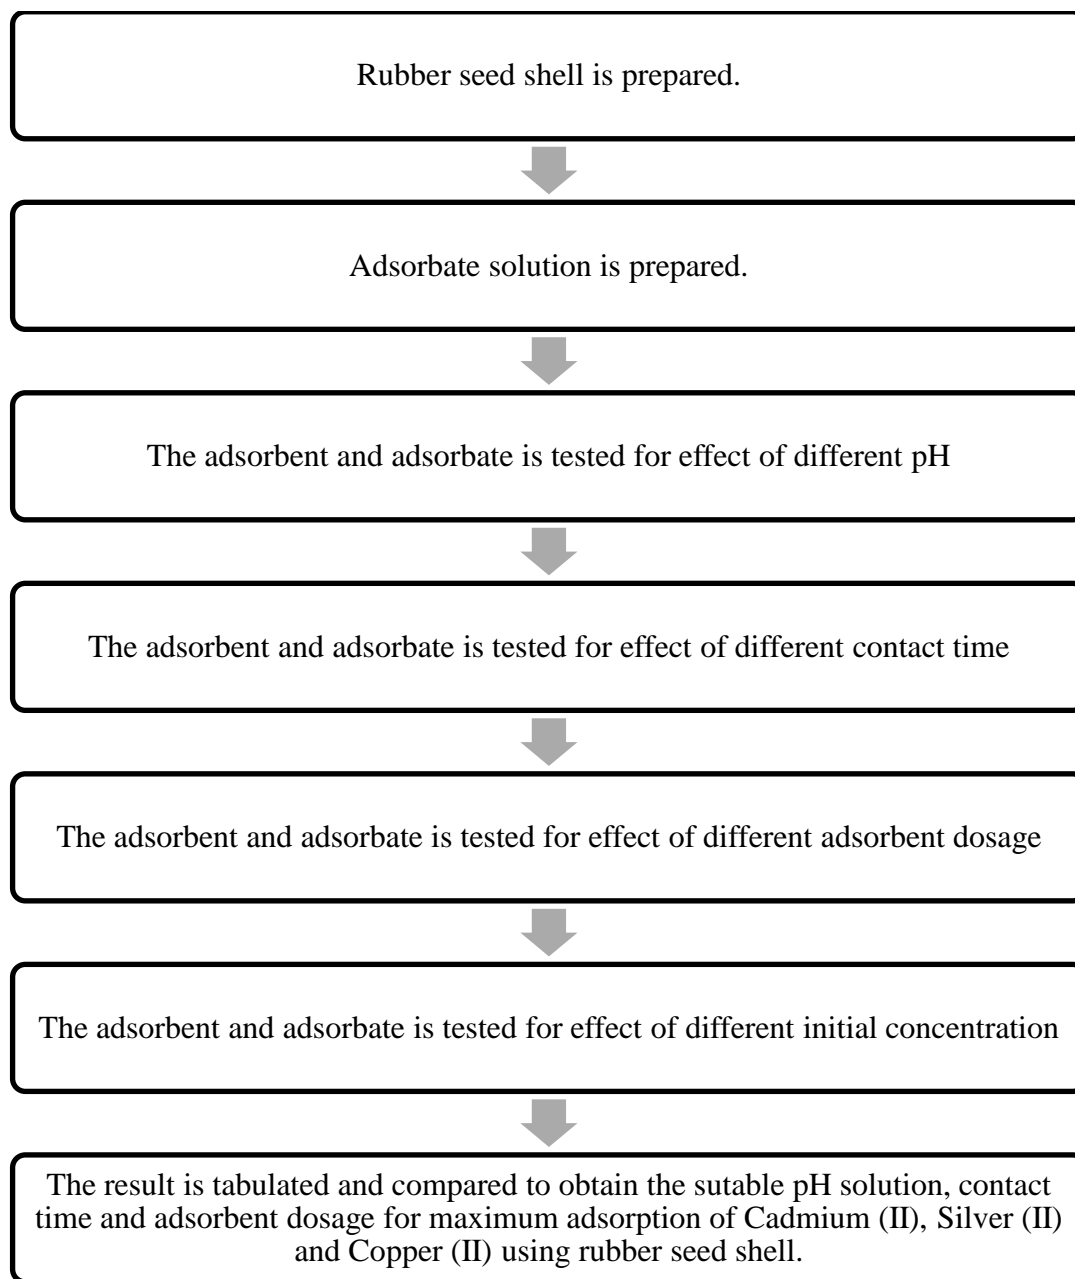 Rubber seed shell is prepared.
Adsorbate solution is prepared.
The adsorbent and adsorbate is tested for effect of different pH
The adsorbent and adsorbate is tested for effect of different contact time
The adsorbent and adsorbate is tested for effect of different adsorbent dosage
The adsorbent and adsorbate is tested for effect of different initial concentration
The result is tabulated and compared to obtain the sutable pH solution, contact
time and adsorbent dosage for maximum adsorption of Cadmium (II), Silver (II)
and Copper (II) using rubber seed shell.